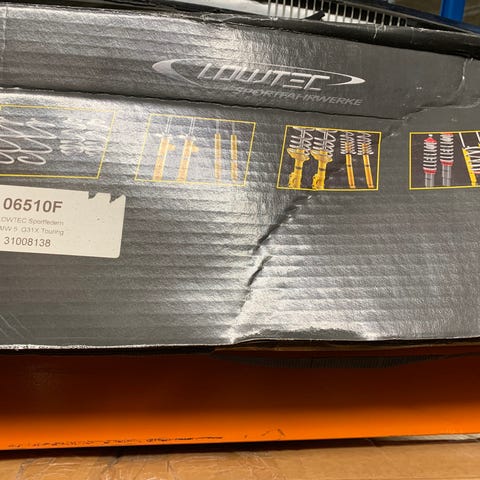 LOWTEC
SPORTFAHRWERKE
06510F
OWTEC Sportfedern
MW 5 G31X Touring
31008138